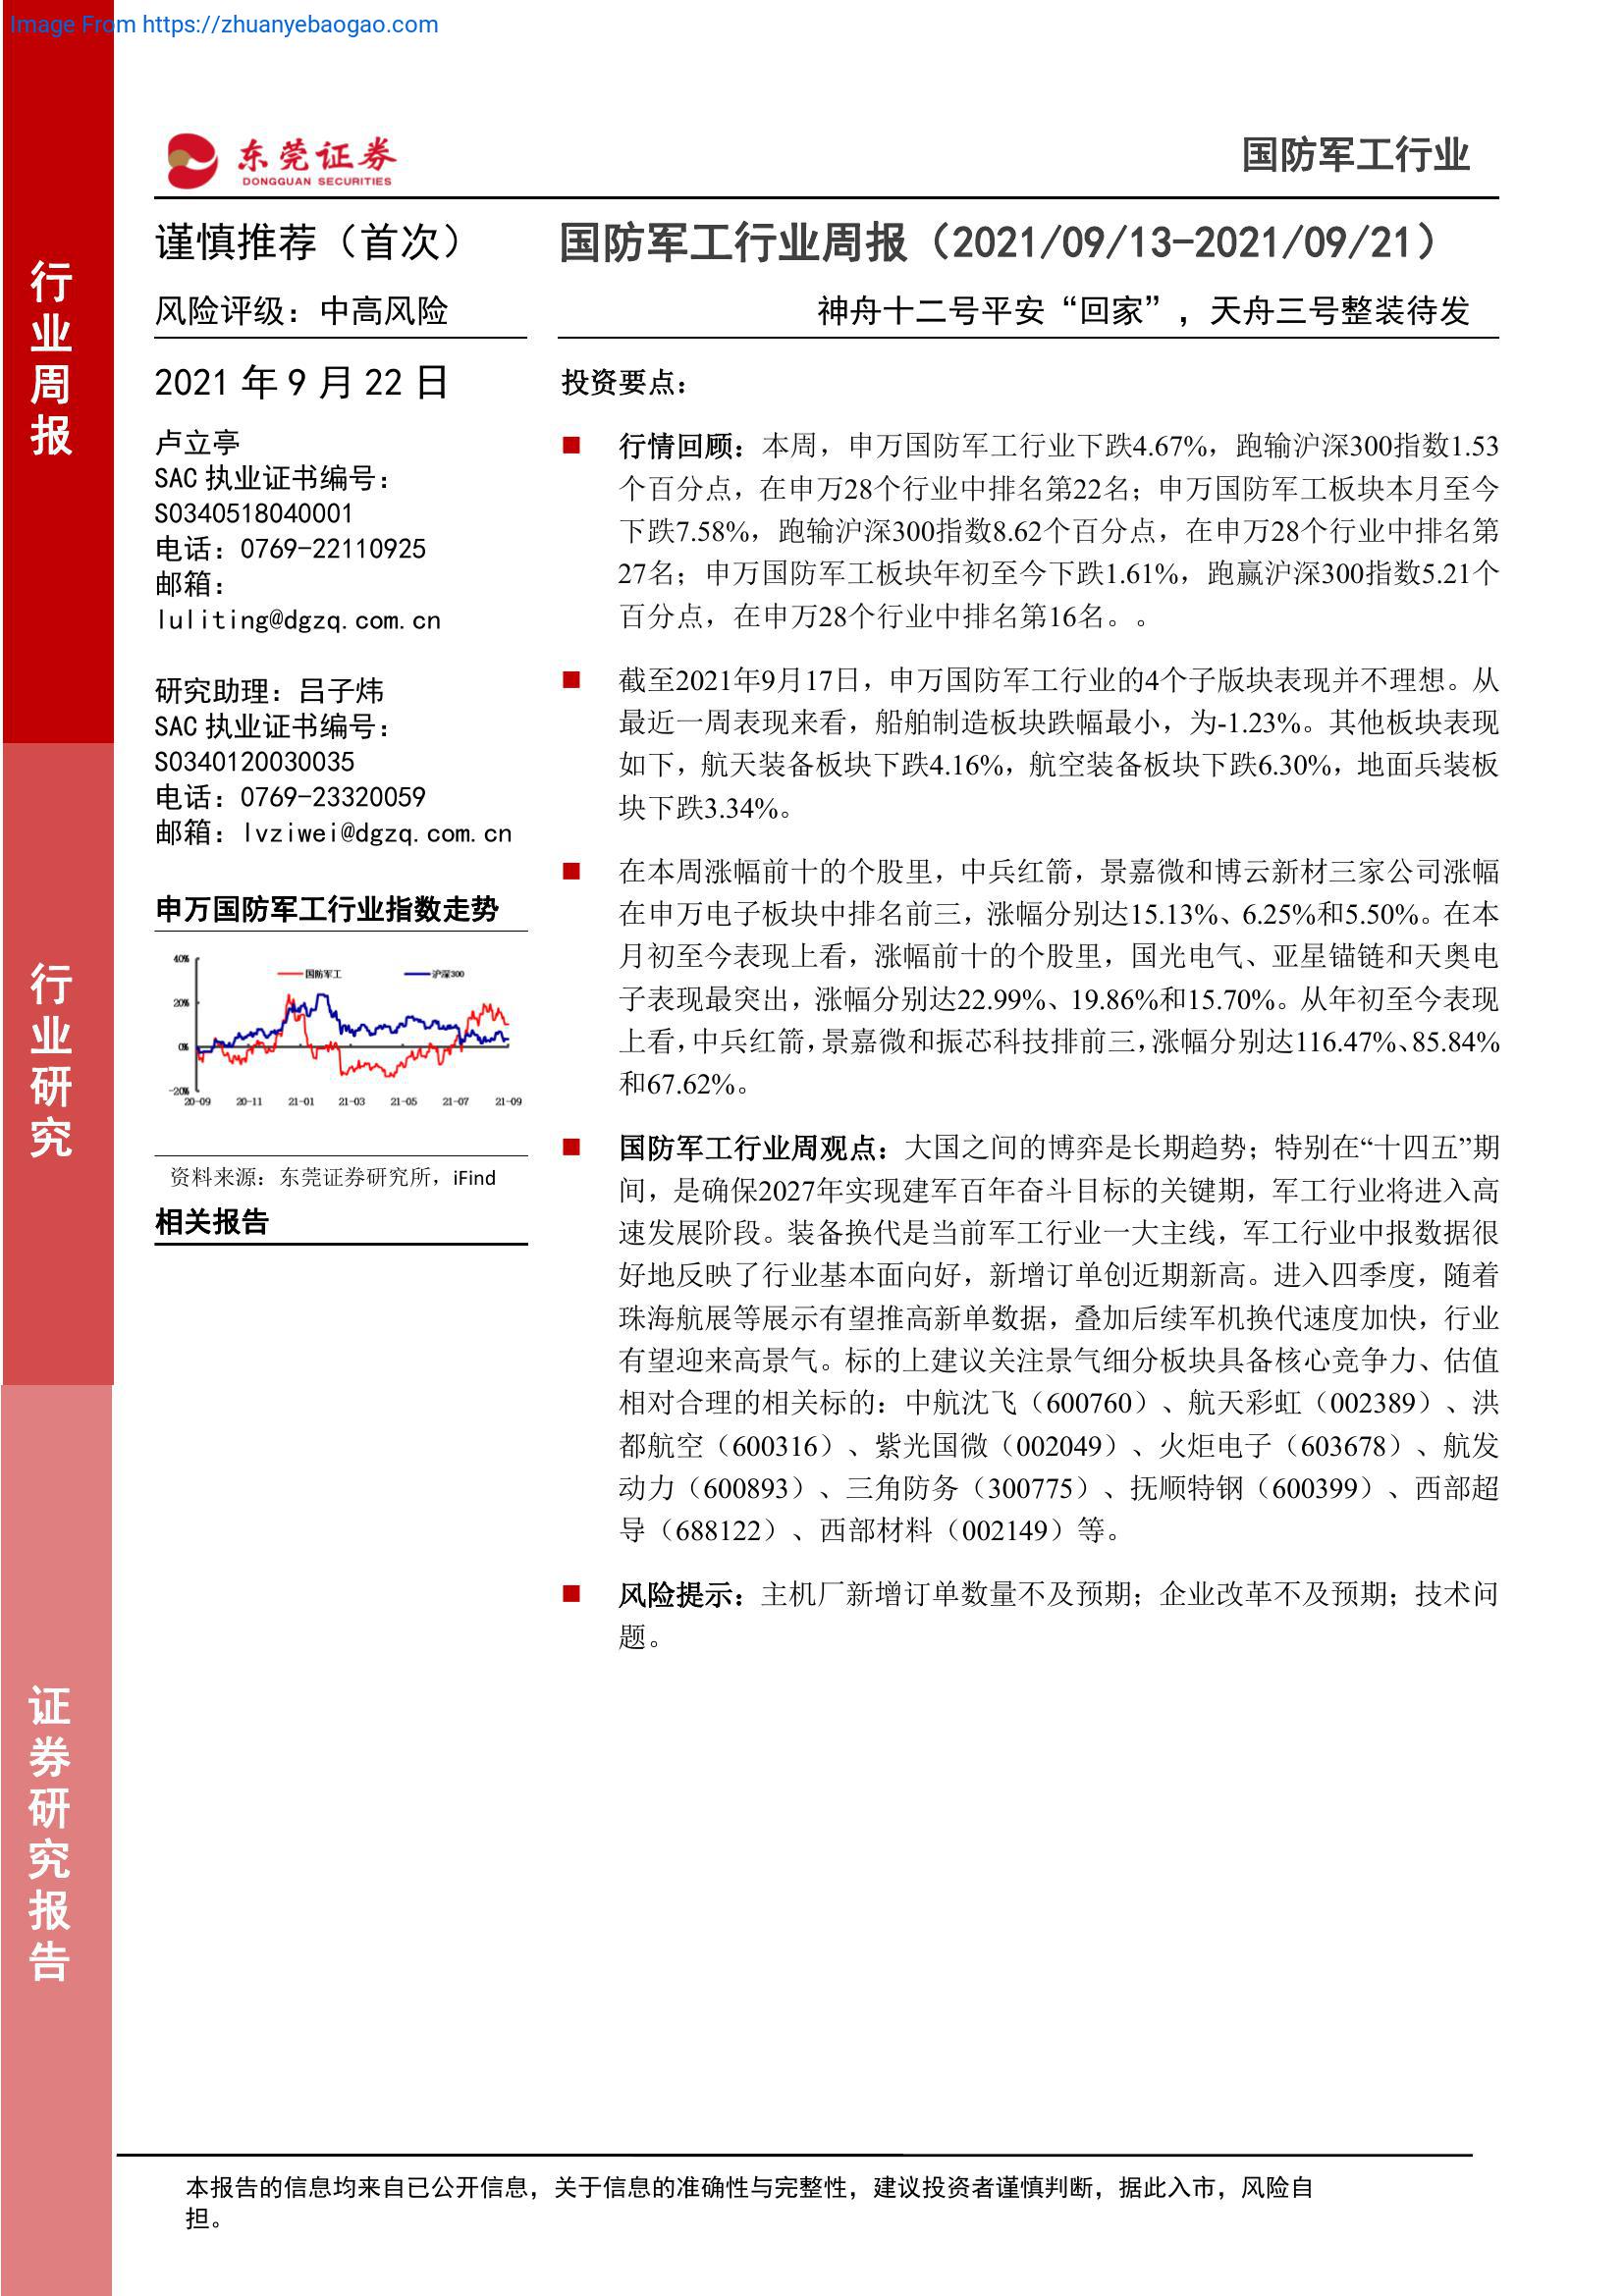 Image From https://zhuanyebaogao.com
东莞证券
DONGGUAN SECURITIES
国防军工行业
行业周报
行业研究
证券研究报告
谨慎推荐（首次）
风险评级：中高风险
2021 年 9 月 22 日
卢立亭
SAC 执业证书编号：
S0340518040001
电话：0769-22110925
邮箱：
luliting@dgzq.com.cn
研究助理：吕子炜
SAC 执业证书编号：
S0340120030035
电话：0769-23320059
邮箱：lvziwei@dgzq.com.cn
申万国防军工行业指数走势
40%
20%
0%
-20%
国防军工
沪深300
20-09 20-11 21-01 21-03 21-05 21-07 21-09
资料来源：东莞证券研究所，iFind
相关报告
国防军工行业周报（2021/09/13-2021/09/21）
神舟十二号平安“回家”，天舟三号整装待发
投资要点：
■ 行情回顾：本周，申万国防军工行业下跌4.67%，跑输沪深300指数1.53
个百分点，在申万28个行业中排名第22名；申万国防军工板块本月至今
下跌7.58%，跑输沪深300指数8.62个百分点，在申万28个行业中排名第
27名；申万国防军工板块年初至今下跌1.61%，跑赢沪深300指数5.21个
百分点，在申万28个行业中排名第16名。。
■ 截至2021年9月17日，申万国防军工行业的4个子版块表现并不理想。从
最近一周表现来看，船舶制造板块跌幅最小，为-1.23%。其他板块表现
如下，航天装备板块下跌4.16%，航空装备板块下跌6.30%，地面兵装板
块下跌3.34%。
■ 在本周涨幅前十的个股里，中兵红箭，景嘉微和博云新材三家公司涨幅
在申万电子板块中排名前三，涨幅分别达15.13%、6.25%和5.50%。在本
月初至今表现上看，涨幅前十的个股里，国光电气、亚星锚链和天奥电
子表现最突出，涨幅分别达22.99%、19.86%和15.70%。从年初至今表现
上看，中兵红箭，景嘉微和振芯科技排前三，涨幅分别达116.47%、85.84%
和67.62%。
■ 国防军工行业周观点：大国之间的博弈是长期趋势；特别在“十四五”期
间，是确保2027年实现建军百年奋斗目标的关键期，军工行业将进入高
速发展阶段。装备换代是当前军工行业一大主线，军工行业中报数据很
好地反映了行业基本面向好，新增订单创近期新高。进入四季度，随着
珠海航展等展示有望推高新单数据，叠加后续军机换代速度加快，行业
有望迎来高景气。标的上建议关注景气细分板块具备核心竞争力、估值
相对合理的相关标的：中航沈飞（600760）、航天彩虹（002389）、洪
都航空（600316）、紫光国微（002049）、火炬电子（603678）、航发
动力（600893）、三角防务（300775）、抚顺特钢（600399）、西部超
导（688122）、西部材料（002149）等。
■ 风险提示：主机厂新增订单数量不及预期；企业改革不及预期；技术问
题。
本报告的信息均来自已公开信息，关于信息的准确性与完整性，建议投资者谨慎判断，据此入市，风险自
担。